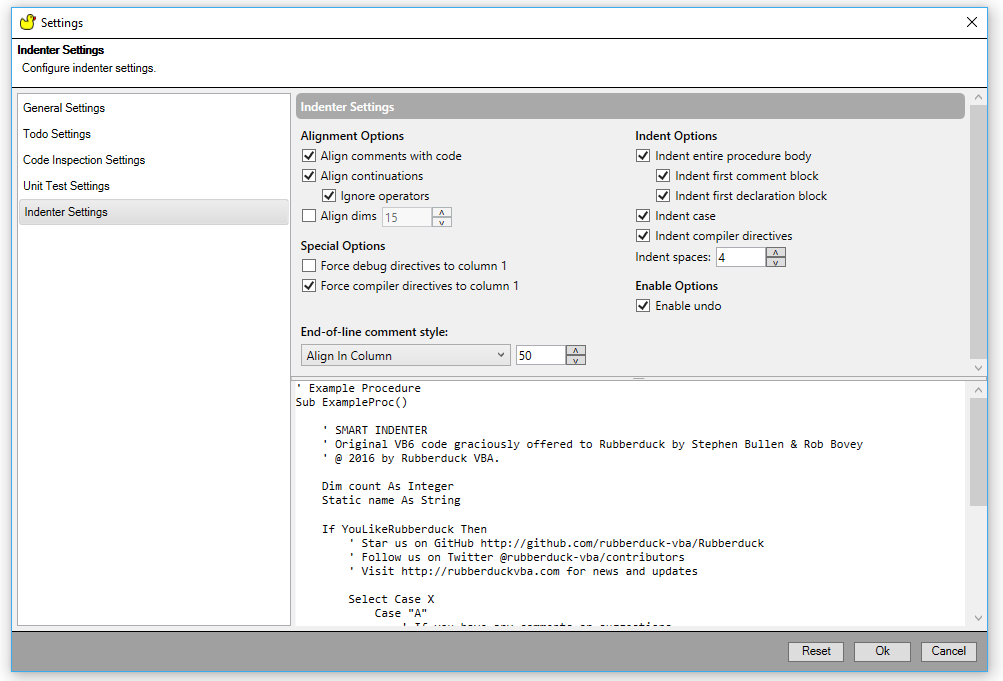 Settings
Indenter Settings
Configure indenter settings.
General Settings
Todo Settings
Code Inspection Settings
Unit Test Settings
Indenter Settings
Indenter Settings
Alignment Options
Align comments with code
Align continuations
Ignore operators
Align dims 15
Special Options
Force debug directives to column 1
Force compiler directives to column 1
End-of-line comment style:
Align In Column 50
Indent Options
Indent entire procedure body
Indent first comment block
Indent first declaration block
Indent case
Indent compiler directives
Indent spaces: 4
Enable Options
Enable undo
' Example Procedure
Sub ExampleProc()
' SMART INDENTER
' Original VB6 code graciously offered to Rubberduck by Stephen Bullen & Rob Bovey
' @ 2016 by Rubberduck VBA.
Dim count As Integer
Static name As String
If YouLikeRubberduck Then
' Star us on GitHub http://github.com/rubberduck-vba/Rubberduck
' Follow us on Twitter @rubberduck-vba/contributors
' Visit http://rubberduckvba.com for news and updates
Select Case X
Case "A"
' If you have any comments or suggestions
Reset Ok Cancel